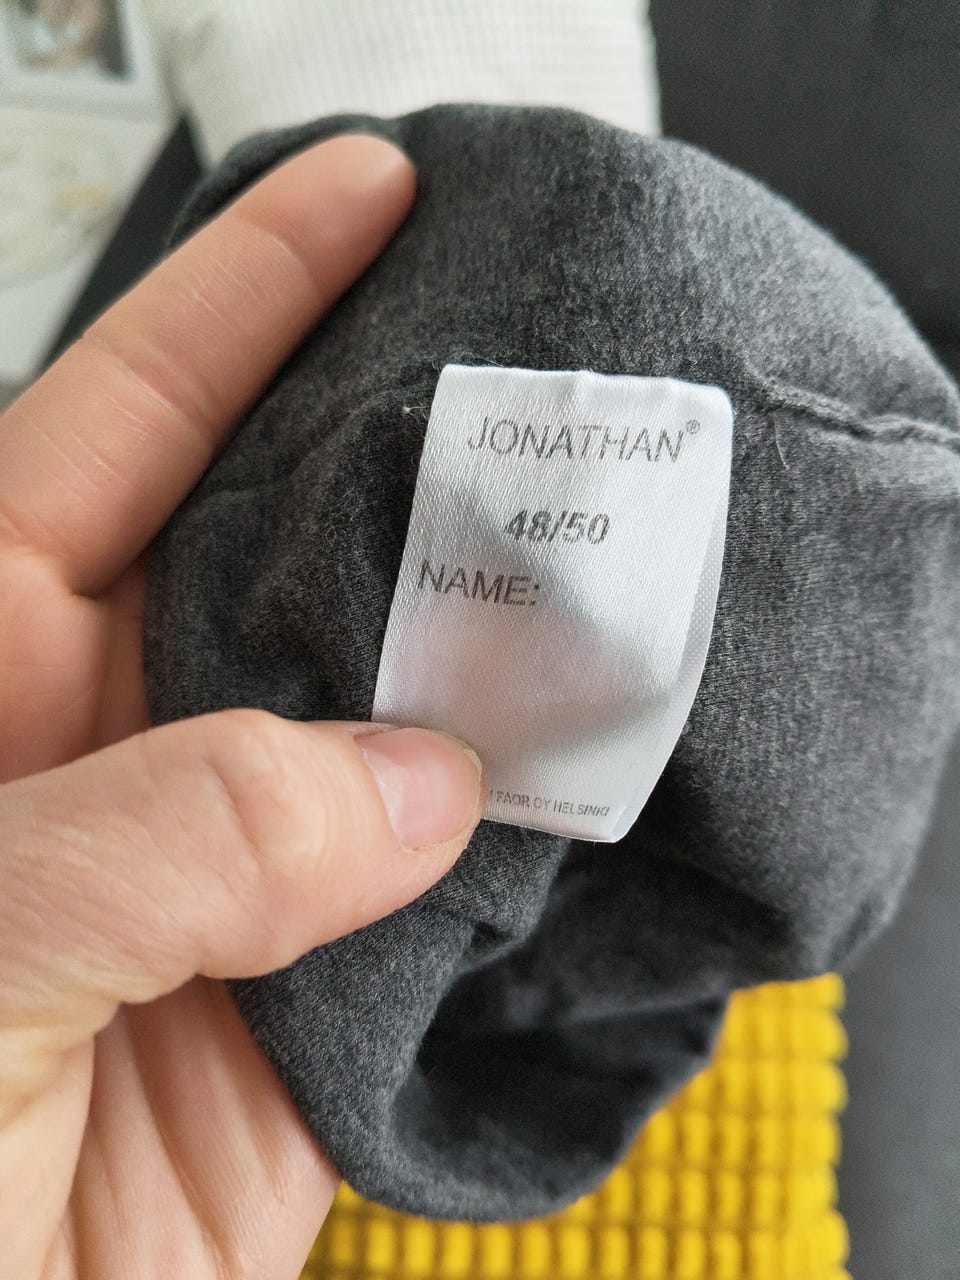 JONATHAN®
48/50
NAME:
FAOR OY HELSINKI